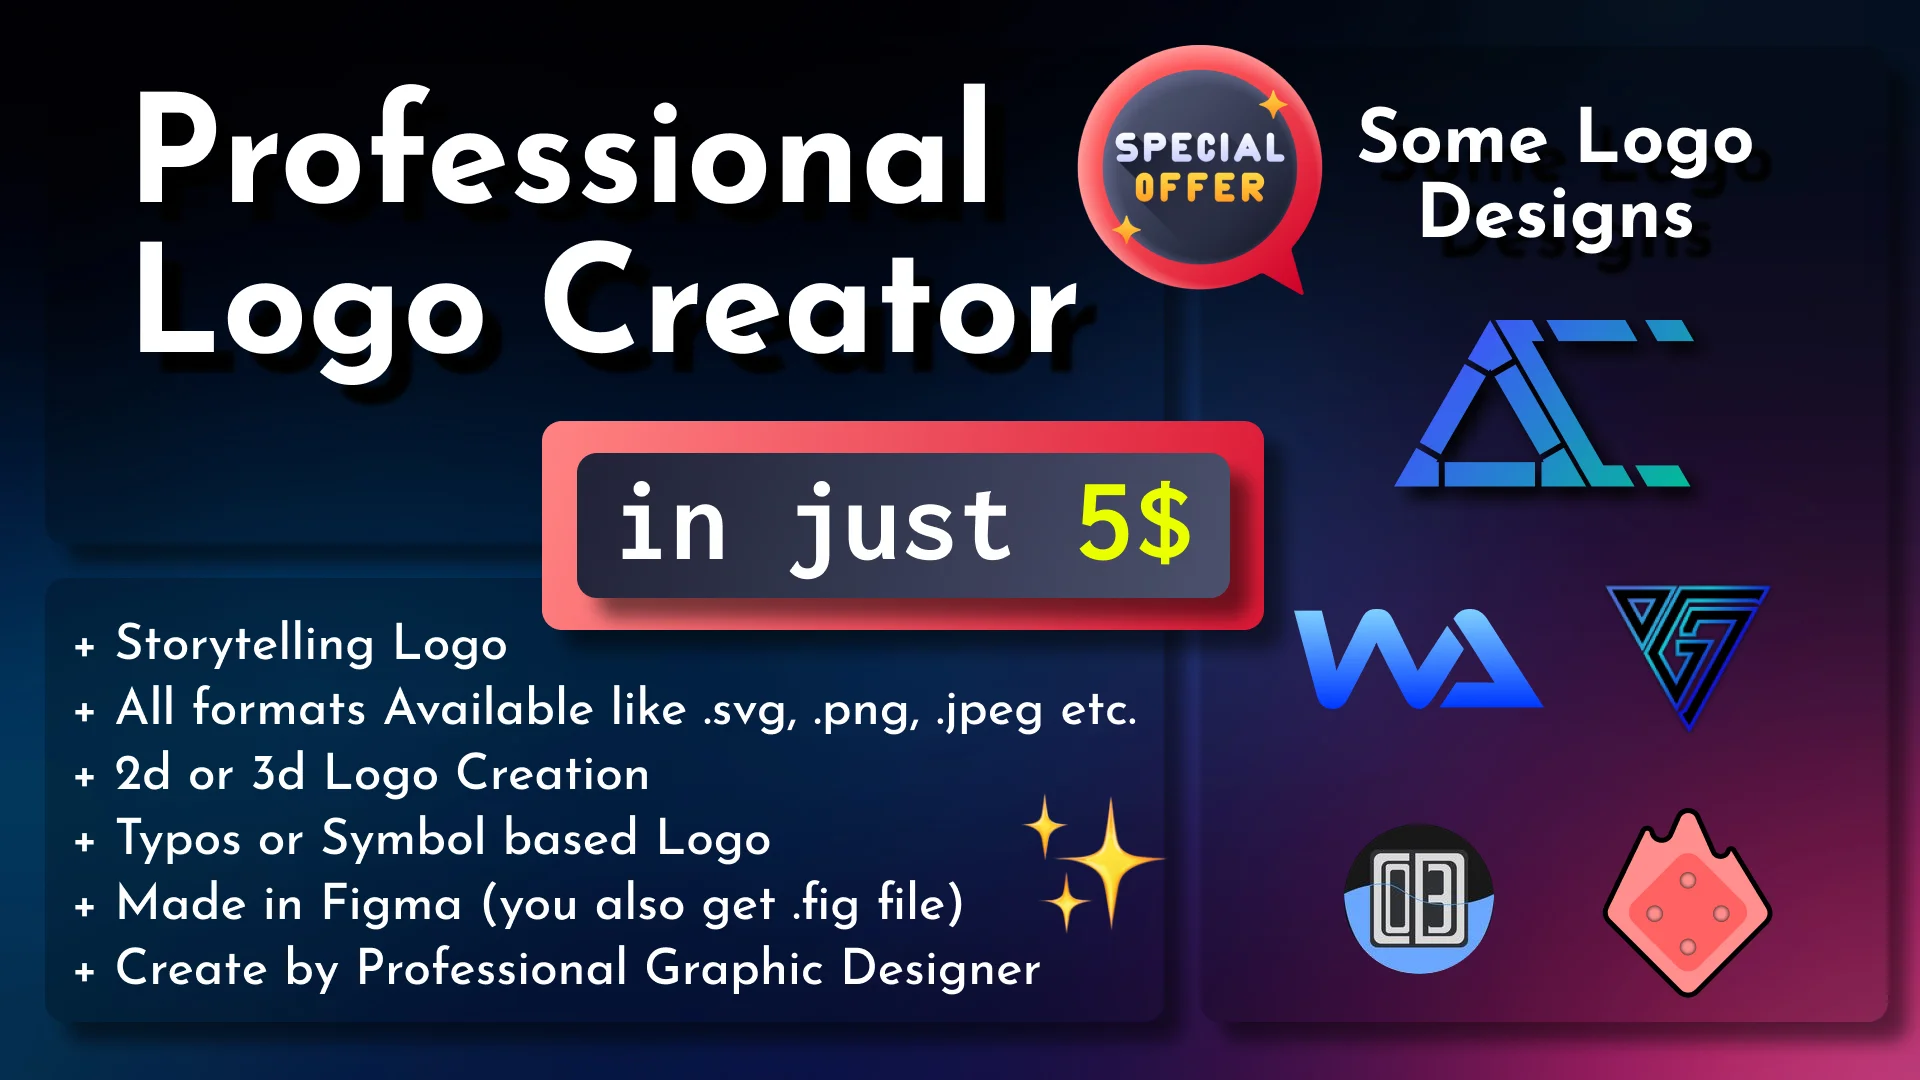 Professional
Logo Creator
SPECIAL
OFFER
in just 5$
+ Storytelling Logo
+ All formats Available like .svg, .png, .jpeg etc.
+ 2d or 3d Logo Creation
+ Typos or Symbol based Logo
+ Made in Figma (you also get .fig file)
+ Create by Professional Graphic Designer
Some Logo
Designs
AC
WA